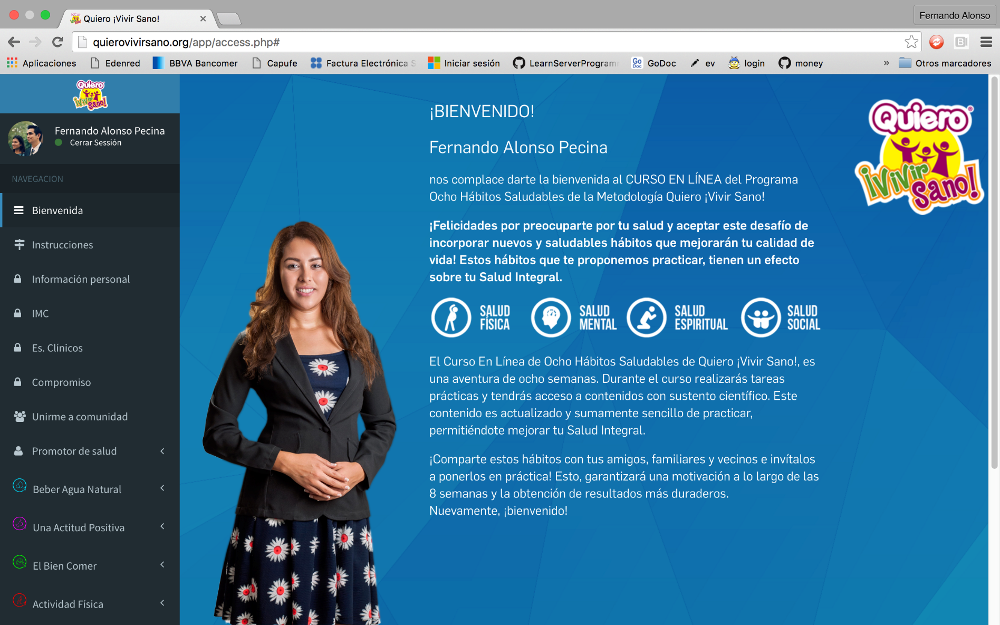 Quiero ¡Vivir Sano!
Fernando Alonso
quierovivirsano.org/app/access.php#
Aplicaciones
Edenred
BBVA Bancomer
Capufe
Factura Electrónica S
Iniciar sesión
LearnServerProgram
Go
Doc
GoDoc
ev
login
money
»
Otros marcadores
Quiero
¡Vivir
Sano!
Fernando Alonso Pecina
Cerrar Sessión
NAVEGACION
Bienvenida
Instrucciones
Información personal
IMC
Es. Clínicos
Compromiso
Unirme a comunidad
Promotor de salud
Beber Agua Natural
Una Actitud Positiva
El Bien Comer
Actividad Física
¡BIENVENIDO!
Fernando Alonso Pecina
nos complace darte la bienvenida al CURSO EN LÍNEA del Programa
Ocho Hábitos Saludables de la Metodología Quiero ¡Vivir Sano!
¡Felicidades por preocuparte por tu salud y aceptar este desafío de
incorporar nuevos y saludables hábitos que mejorarán tu calidad de
vida! Estos hábitos que te proponemos practicar, tienen un efecto
sobre tu Salud Integral.
SALUD
FÍSICA
SALUD
MENTAL
SALUD
ESPIRITUAL
SALUD
SOCIAL
El Curso En Línea de Ocho Hábitos Saludables de Quiero ¡Vivir Sano!, es
una aventura de ocho semanas. Durante el curso realizarás tareas
prácticas y tendrás acceso a contenidos con sustento científico. Este
contenido es actualizado y sumamente sencillo de practicar,
permitiéndote mejorar tu Salud Integral.
¡Comparte estos hábitos con tus amigos, familiares y vecinos e invítalos
a ponerlos en práctica! Esto, garantizará una motivación a lo largo de las
8 semanas y la obtención de resultados más duraderos.
Nuevamente, ¡bienvenido!
Quiero®
¡Vivir
Sano!